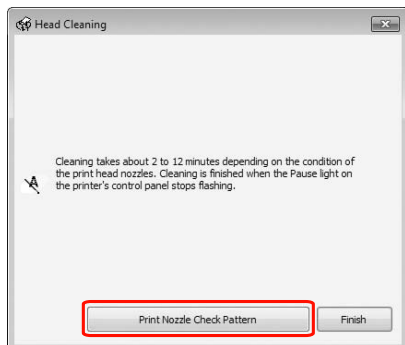 Head Cleaning
Cleaning takes about 2 to 12 minutes depending on the condition of
the print head nozzles. Cleaning is finished when the Pause light on
the printer's control panel stops flashing.
Print Nozzle Check Pattern
Finish